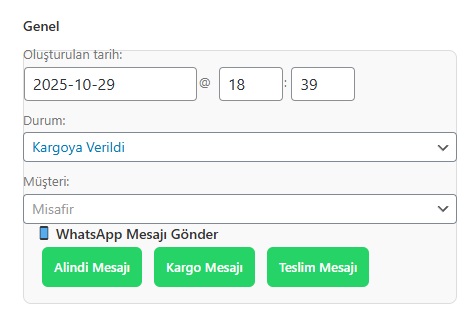 Genel
Oluşturulan tarih:
2025-10-29 @ 18 : 39
Durum:
Kargoya Verildi
Müşteri:
Misafir
WhatsApp Mesajı Gönder
Alindi Mesajı Kargo Mesajı Teslim Mesajı